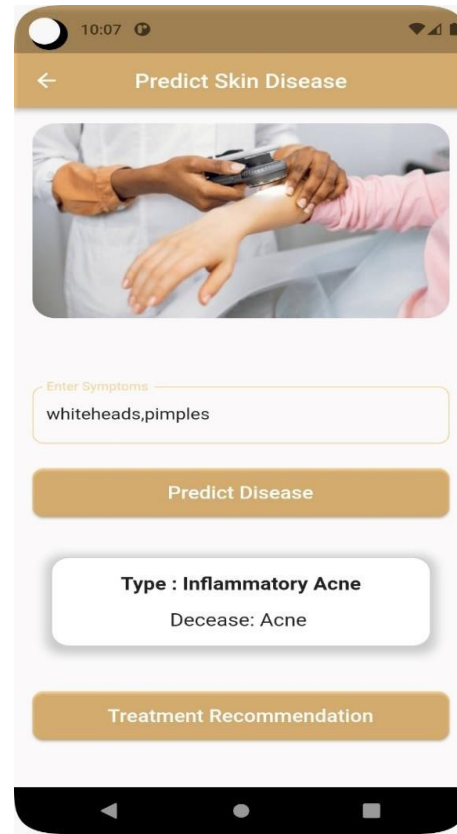 10:07
Predict Skin Disease
Enter Symptoms
whiteheads,pimples
Predict Disease
Type : Inflammatory Acne
Decease: Acne
Treatment Recommendation